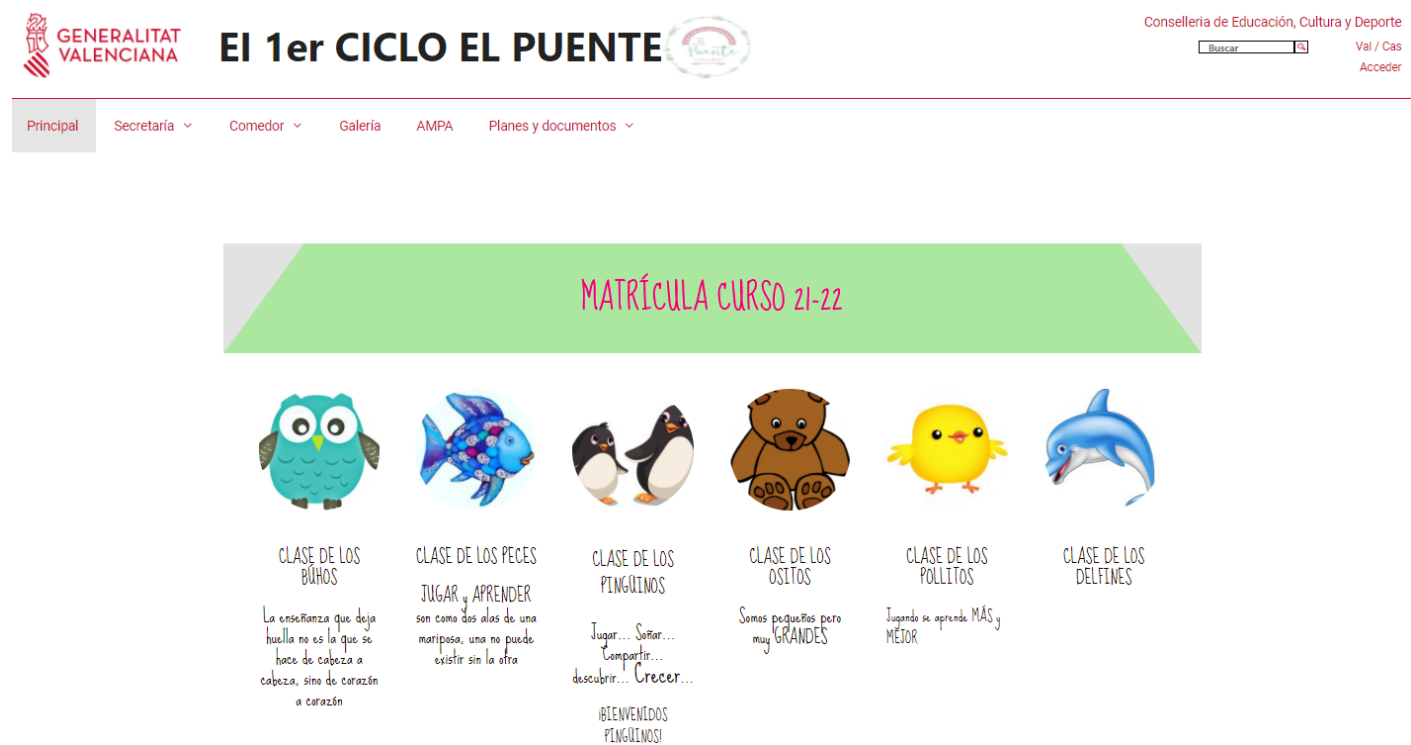 GENERALITAT
VALENCIANA
EI 1er CICLO EL PUENTE
Puente
Conselleria de Educación, Cultura y Deporte
Buscar
Val / Cas
Acceder
Principal
Secretaría
Comedor
Galería
AMPA
Planes y documentos
MATRÍCULA CURSO 21-22
CLASE DE LOS
BÚHOS
La enseñanza que deja
huella no es la que se
hace de cabeza a
cabeza, sino de corazón
a corazón
CLASE DE LOS PECES
JUGAR y APRENDER
son como dos alas de una
mariposa, una no puede
existir sin la otra
CLASE DE LOS
PINGÜINOS
Jugar... Soñar...
Compartir...
descubrir... Crecer...
¡BIENVENIDOS
PINGÜINOS!
CLASE DE LOS
OSITOS
Somos pequeños pero
muy GRANDES
CLASE DE LOS
POLLITOS
Jugando se aprende MÁS y
MEJOR
CLASE DE LOS
DELFINES